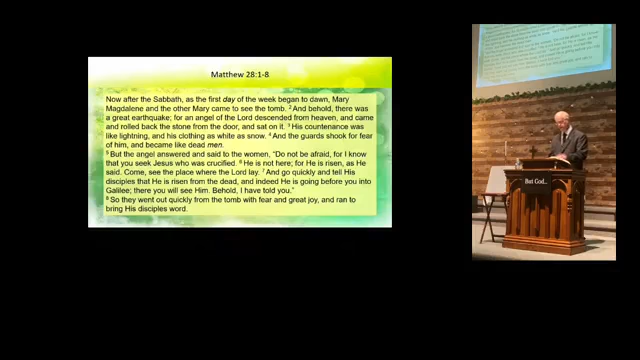 Matthew 28:1-8
Now after the Sabbath, as the first day of the week began to dawn, Mary
Magdalene and the other Mary came to see the tomb. 2 And behold, there was
a great earthquake; for an angel of the Lord descended from heaven, and came
and rolled back the stone from the door, and sat on it. 3 His countenance was
like lightning, and his clothing as white as snow. 4 And the guards shook for fear
of him, and became like dead men.
5 But the angel answered and said to the women, “Do not be afraid, for I know
that you seek Jesus who was crucified. 6 He is not here; for He is risen, as He
said. Come, see the place where the Lord lay. 7 And go quickly and tell His
disciples that He is risen from the dead, and indeed He is going before you into
Galilee; there you will see Him. Behold, I have told you.”
8 So they went out quickly from the tomb with fear and great joy, and ran to
bring His disciples word.
But God...